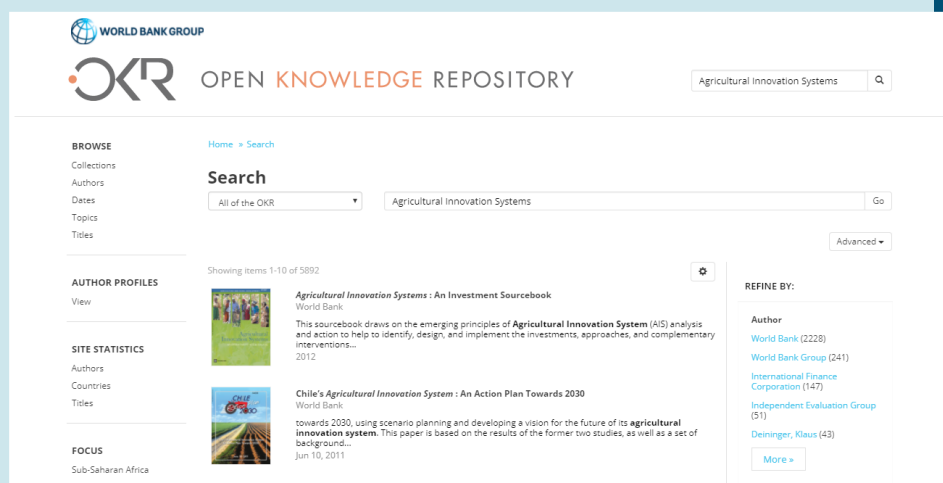 WORLD BANK GROUP
OKR OPEN KNOWLEDGE REPOSITORY
Agricultural Innovation Systems
BROWSE
Collections
Authors
Dates
Topics
Titles
AUTHOR PROFILES
View
SITE STATISTICS
Authors
Countries
Titles
FOCUS
Sub-Saharan Africa
Home » Search
Search
All of the OKR
Agricultural Innovation Systems
Go
Advanced
Showing items 1-10 of 5892
Agricultural Innovation Systems : An Investment Sourcebook
World Bank
This sourcebook draws on the emerging principles of Agricultural Innovation System (AIS) analysis
and action to help to identify, design, and implement the investments, approaches, and complementary
interventions...
2012
CHILE
2030
Chile's Agricultural Innovation System : An Action Plan Towards 2030
World Bank
towards 2030, using scenario planning and developing a vision for the future of its agricultural
innovation system. This paper is based on the results of the former two studies, as well as a set of
background...
Jun 10, 2011
REFINE BY:
Author
World Bank (2228)
World Bank Group (241)
International Finance
Corporation (147)
Independent Evaluation Group
(51)
Deininger, Klaus (43)
More »